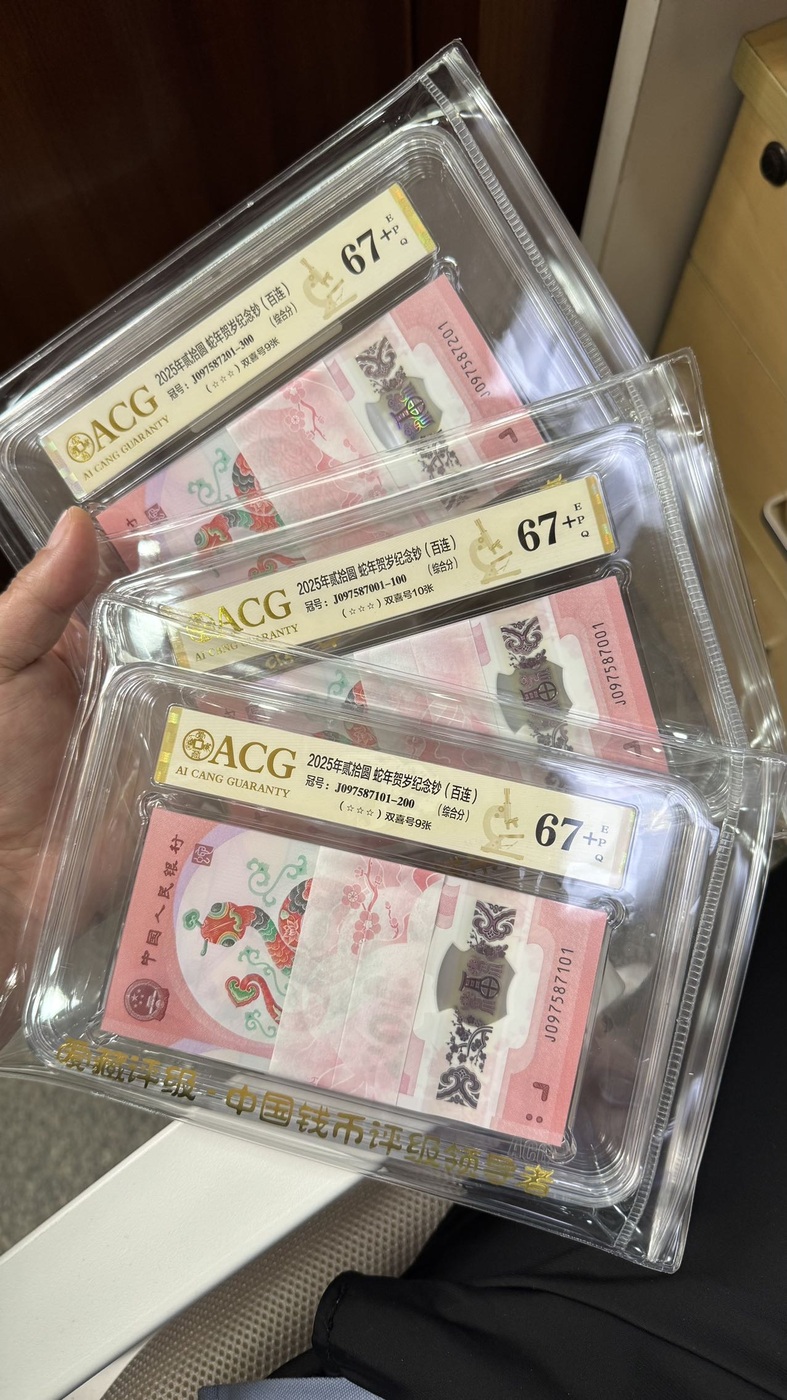 ACG
AI CANG GUARANTY
2025年贰拾圆 蛇年贺岁纪念钞(百连)
冠号:J097587201-300 (综合分)
(☆☆☆)双喜号9张
67+ EPQ
J097587201
ACG
AI CANG GUARANTY
2025年贰拾圆 蛇年贺岁纪念钞(百连)
冠号:J097587001-100 (综合分)
(☆☆☆)双喜号10张
67+ EPQ
J097587001
ACG
AI CANG GUARANTY
2025年贰拾圆 蛇年贺岁纪念钞(百连)
冠号:J097587101-200 (综合分)
(☆☆☆)双喜号9张
67+ EPQ
中国人民银行
J097587101
爱藏评级-中国钱币评级领导者